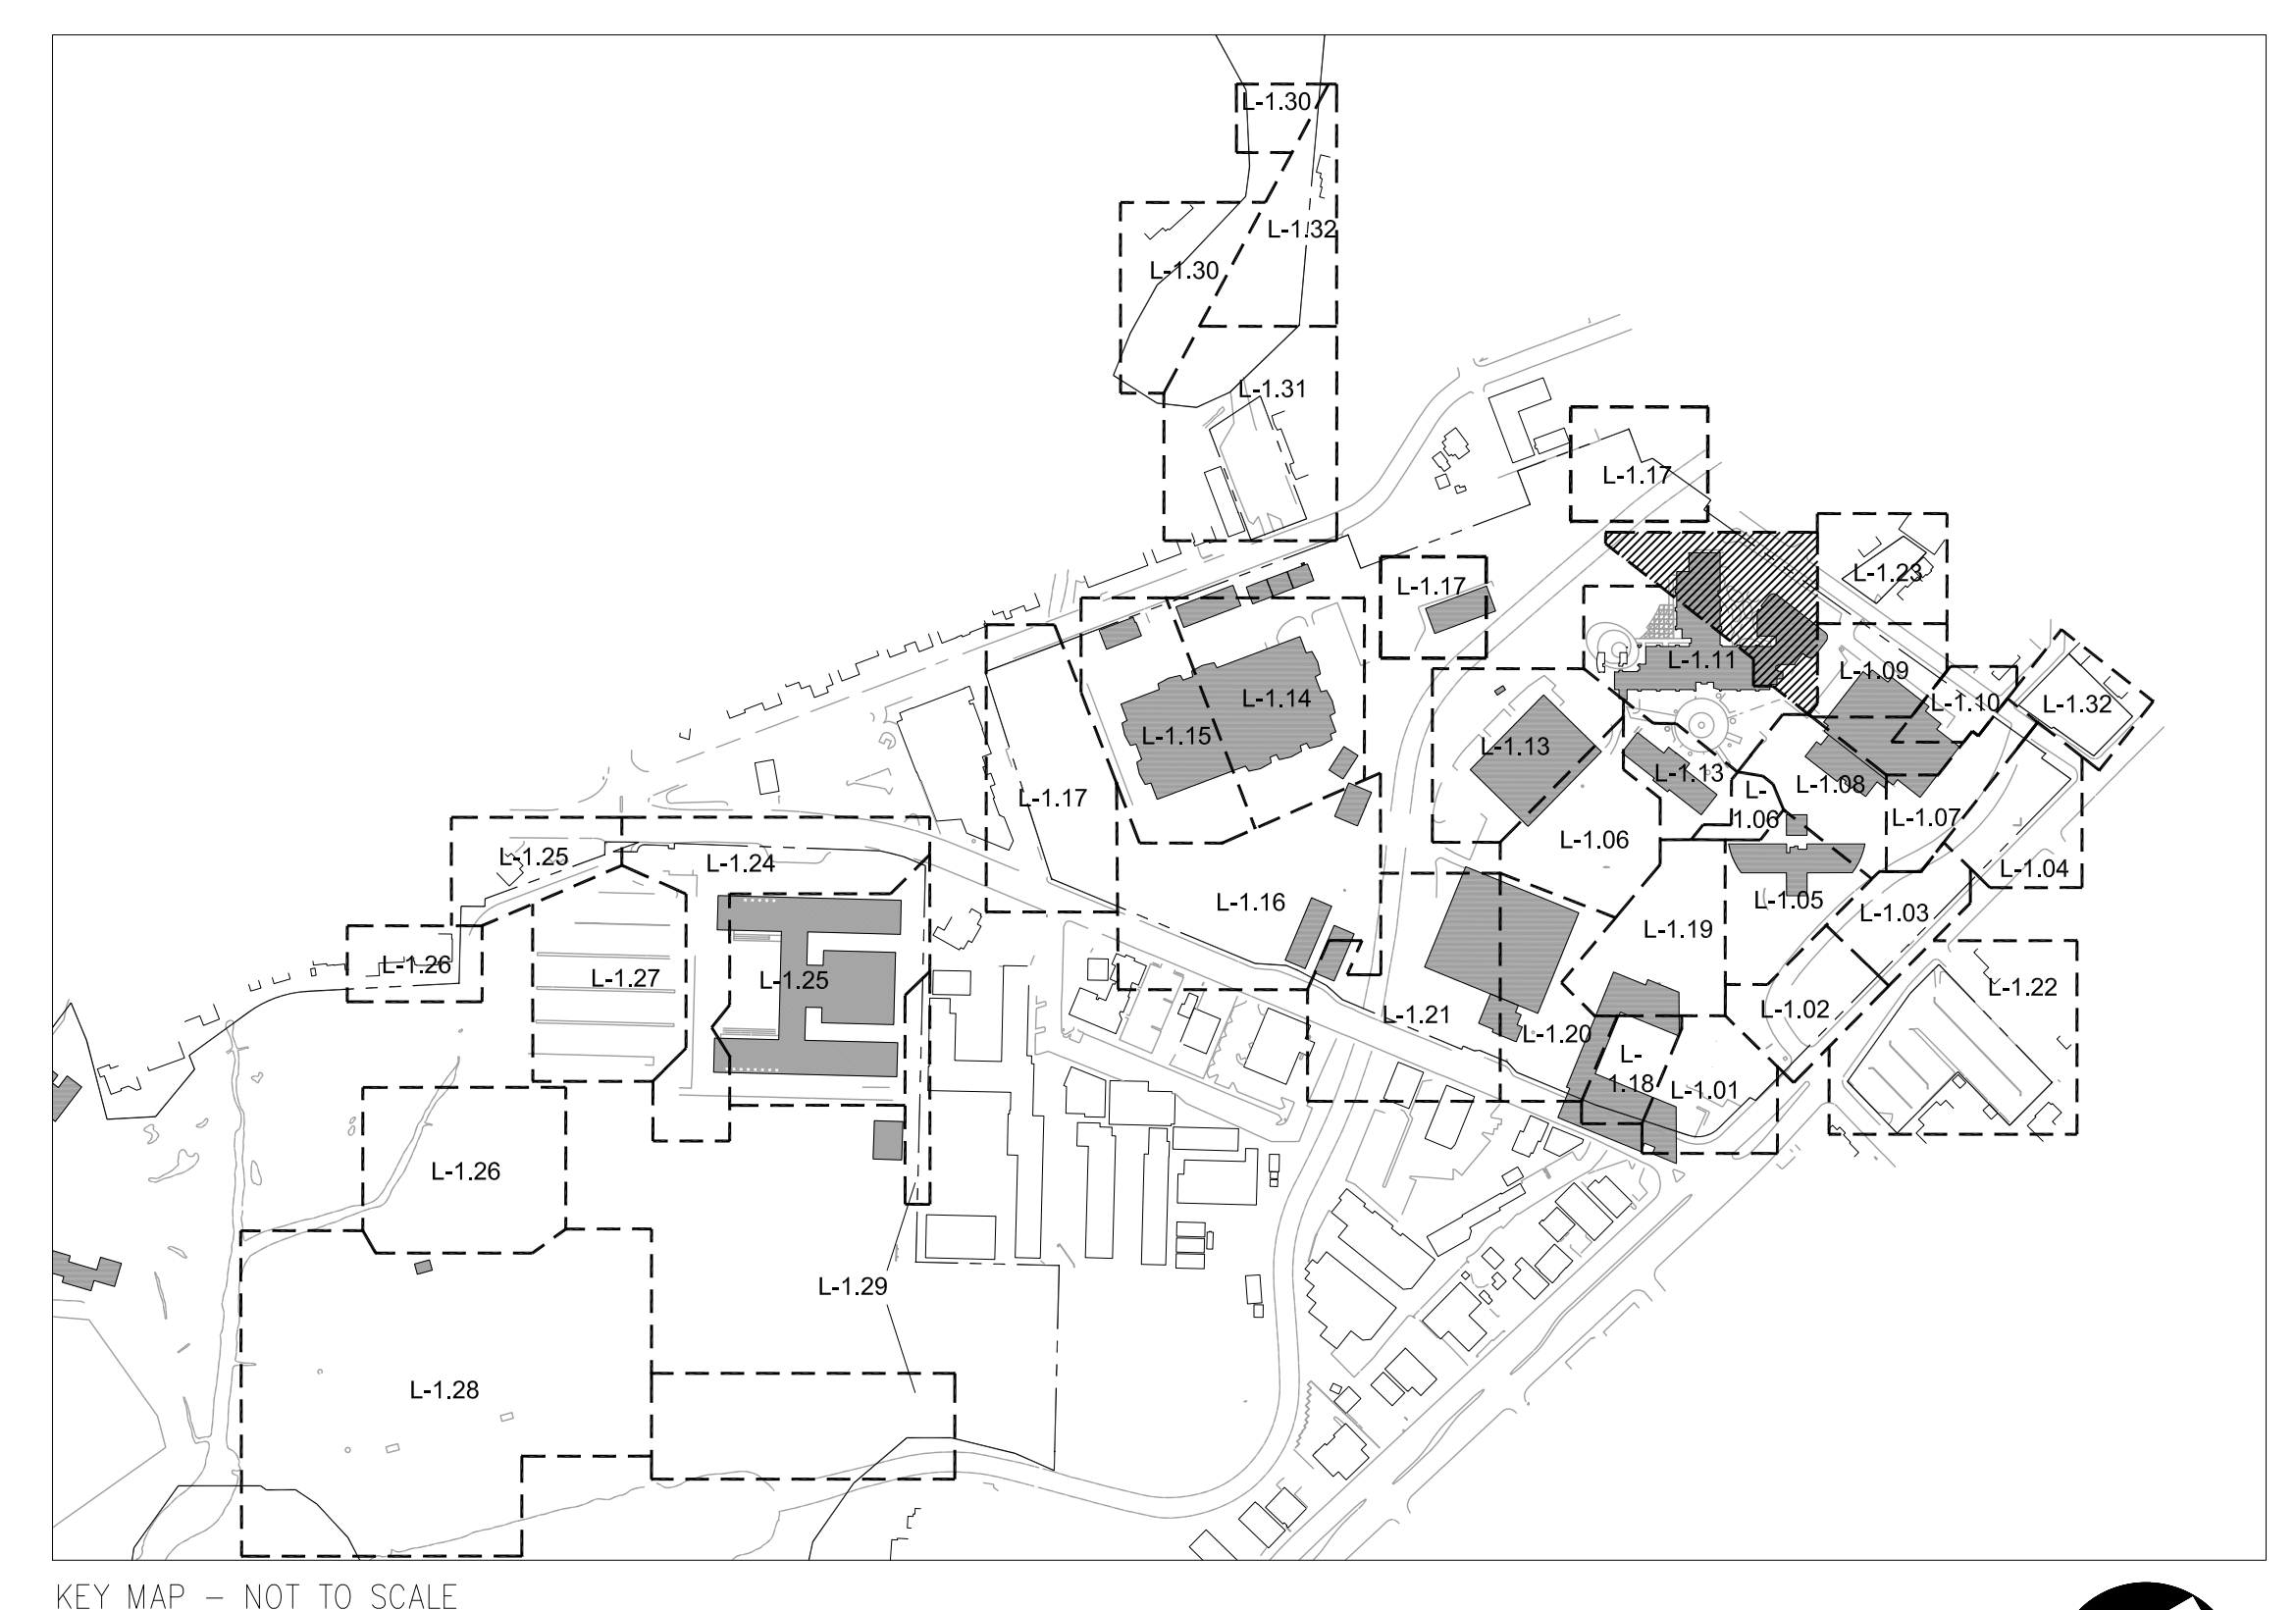 L-1.30
L-1.32
L-1.30
L-1.31
L-1.17
L-1.23
L-1.17
L-1.11
L-1.09
L-1.14
L-1.10
L-1.32
L-1.15
L-1.13
L-1.13
L-1.08
L-1.17
L-
1.06
L-1.07
L-1.06
L-1.25
L-1.24
L-1.04
L-1.16
L-1.05
L-1.03
L-1.19
L-1.26
L-1.27
L-1.25
L-1.22
L-1.02
L-1.21
L-1.20
L-
1.18
L-1.01
L-1.26
L-1.29
L-1.28
KEY MAP – NOT TO SCALE